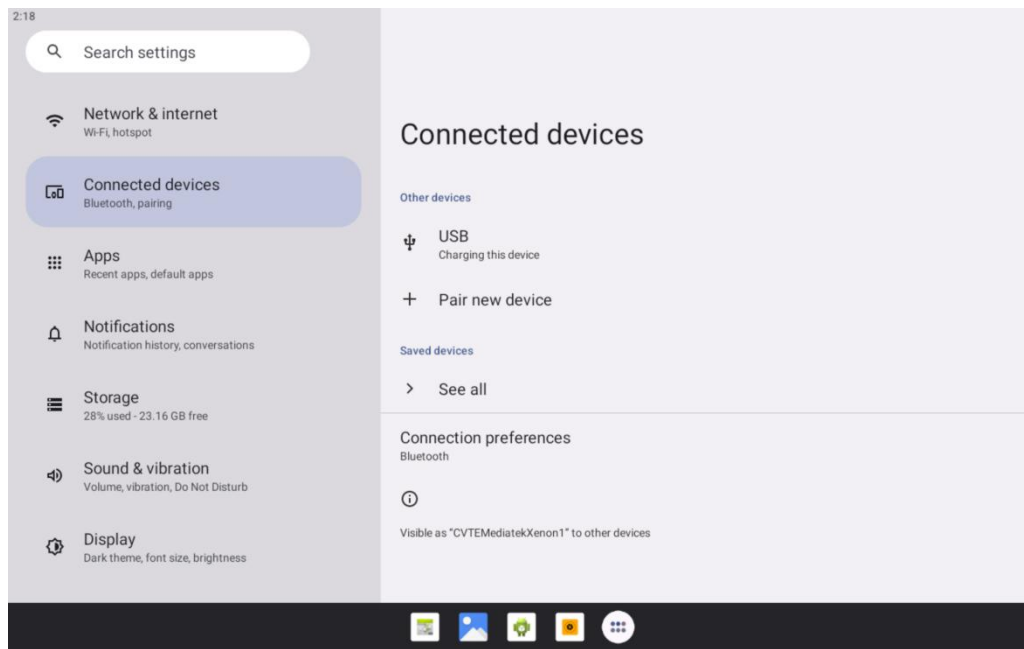 2:18
Search settings
Network & internet
Wi-Fi, hotspot
Connected devices
Bluetooth, pairing
Apps
Recent apps, default apps
Notifications
Notification history, conversations
Storage
28% used - 23.16 GB free
Sound & vibration
Volume, vibration, Do Not Disturb
Display
Dark theme, font size, brightness
Connected devices
Other devices
USB
Charging this device
Pair new device
Saved devices
See all
Connection preferences
Bluetooth
Visible as "CVTEMediatekXenon1" to other devices